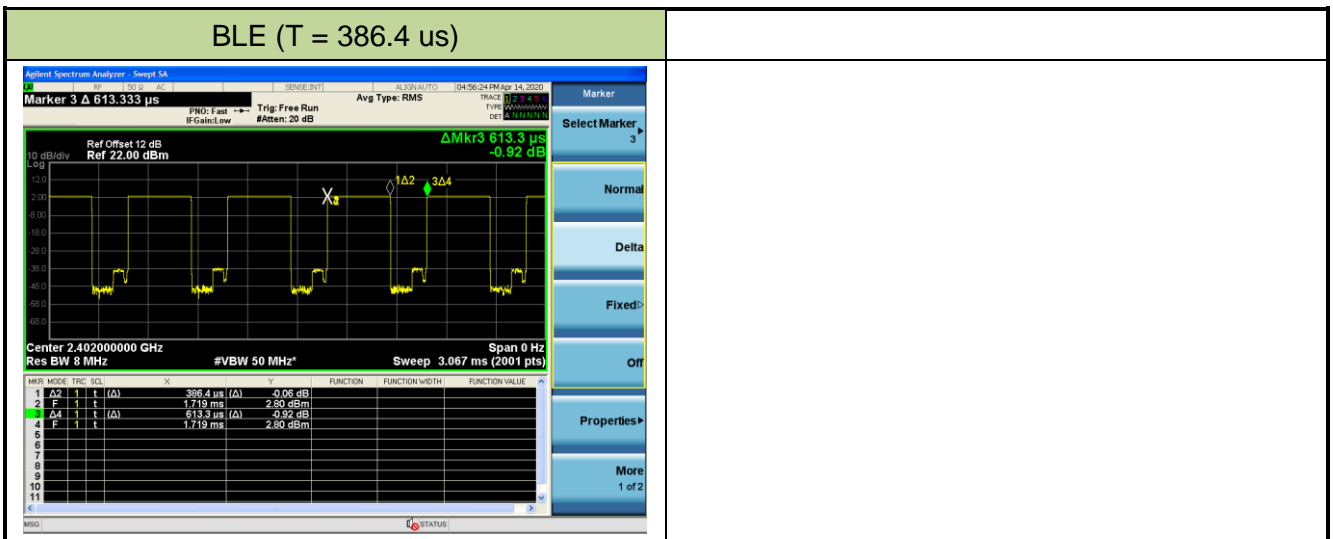 BLE (T = 386.4 us)
Agilent Spectrum Analyzer - Swept SA
RF 50 Ω AC SENSE:INT ALIGN AUTO 04:56:24 PM Apr 14, 2020
Marker 3 Δ 613.333 µs
PNO: Fast
IFGain:Low
Trig: Free Run
#Atten: 20 dB
Avg Type: RMS
TRACE 1 2 3 4 5 6
TYPE
DET A N N N N N
Marker
Select Marker
3
Normal
Delta
Fixed
Off
Properties
More
1 of 2
Ref Offset 12 dB
10 dB/div Ref 22.00 dBm
Log
ΔMkr3 613.3 µs
-0.92 dB
1Δ2
3Δ4
12.0
2.00
-8.00
-18.0
-28.0
-38.0
-48.0
-58.0
-68.0
Center 2.402000000 GHz Span 0 Hz
Res BW 8 MHz #VBW 50 MHz* Sweep 3.067 ms (2001 pts)
MKR MODE TRC SCL X Y FUNCTION FUNCTION WIDTH FUNCTION VALUE
1 Δ2 1 t (Δ) 386.4 µs (Δ) -0.06 dB
2 F 1 t 1.719 ms 2.80 dBm
3 Δ4 1 t (Δ) 613.3 µs (Δ) -0.92 dB
4 F 1 t 1.719 ms 2.80 dBm
5
6
7
8
9
10
11
MSG STATUS